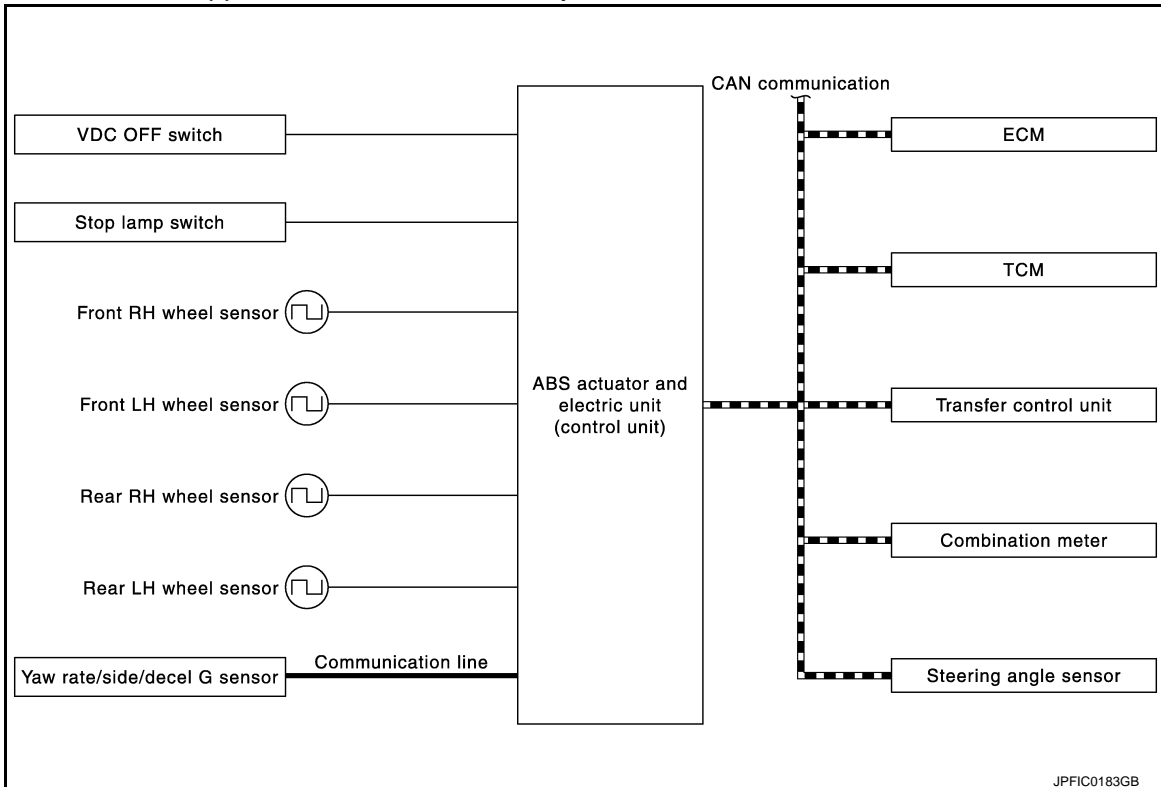 CAN communication
VDC OFF switch
ECM
Stop lamp switch
TCM
Front RH wheel sensor
Front LH wheel sensor
ABS actuator and
electric unit
(control unit)
Transfer control unit
Rear RH wheel sensor
Combination meter
Rear LH wheel sensor
Communication line
Yaw rate/side/decel G sensor
Steering angle sensor
JPFIC0183GB